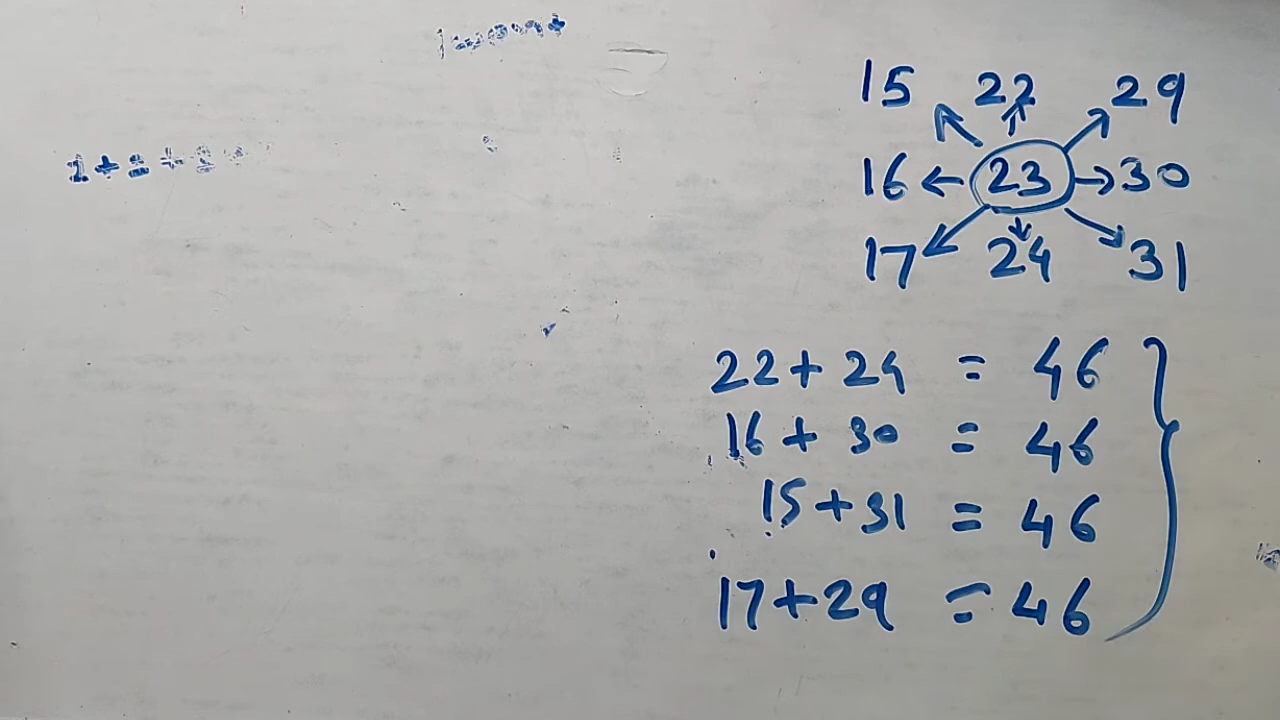 15 22 29
16 ← 23 → 30
17 24 31
22 + 24 = 46
16 + 30 = 46
15 + 31 = 46
17 + 29 = 46